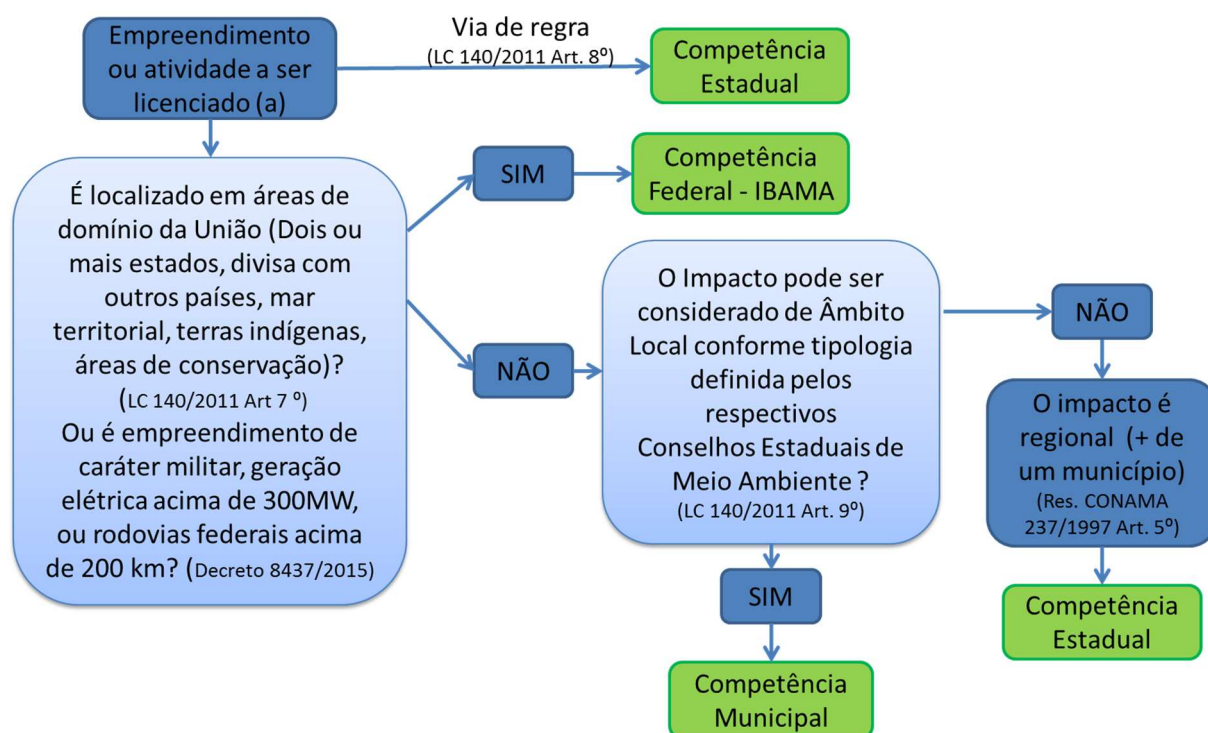 Empreendimento
ou atividade a ser
licenciado (a)
Via de regra
(LC 140/2011 Art. 8º)
Competência
Estadual
É localizado em áreas de
domínio da União (Dois ou
mais estados, divisa com
outros países, mar
territorial, terras indígenas,
áreas de conservação)?
(LC 140/2011 Art 7 º)
Ou é empreendimento de
caráter militar, geração
elétrica acima de 300MW,
ou rodovias federais acima
de 200 km? (Decreto 8437/2015)
SIM
Competência
Federal - IBAMA
NÃO
O Impacto pode ser
considerado de Âmbito
Local conforme tipologia
definida pelos
respectivos
Conselhos Estaduais de
Meio Ambiente ?
(LC 140/2011 Art. 9º)
SIM
Competência
Municipal
NÃO
O impacto é
regional (+ de
um município)
(Res. CONAMA
237/1997 Art. 5º)
Competência
Estadual